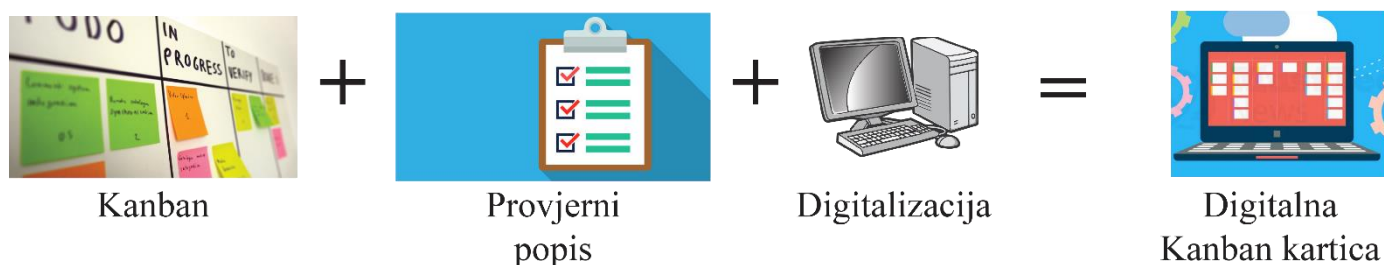 TODO
IN
PROGRESS
TO
VERIFY
+
+
=
Kanban
Provjerni
popis
Digitalizacija
Digitalna
Kanban kartica